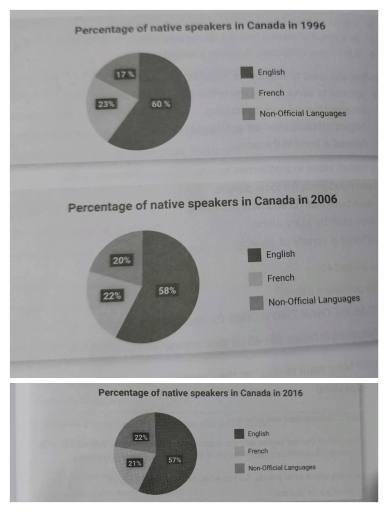 Percentage of native speakers in Canada in 1996
17 %
English
23%
60 %
French
Non-Official Languages
Percentage of native speakers in Canada in 2006
20%
English
22%
58%
French
Non-Official Languages
Percentage of native speakers in Canada in 2016
22%
English
21%
57%
French
Non-Official Languages